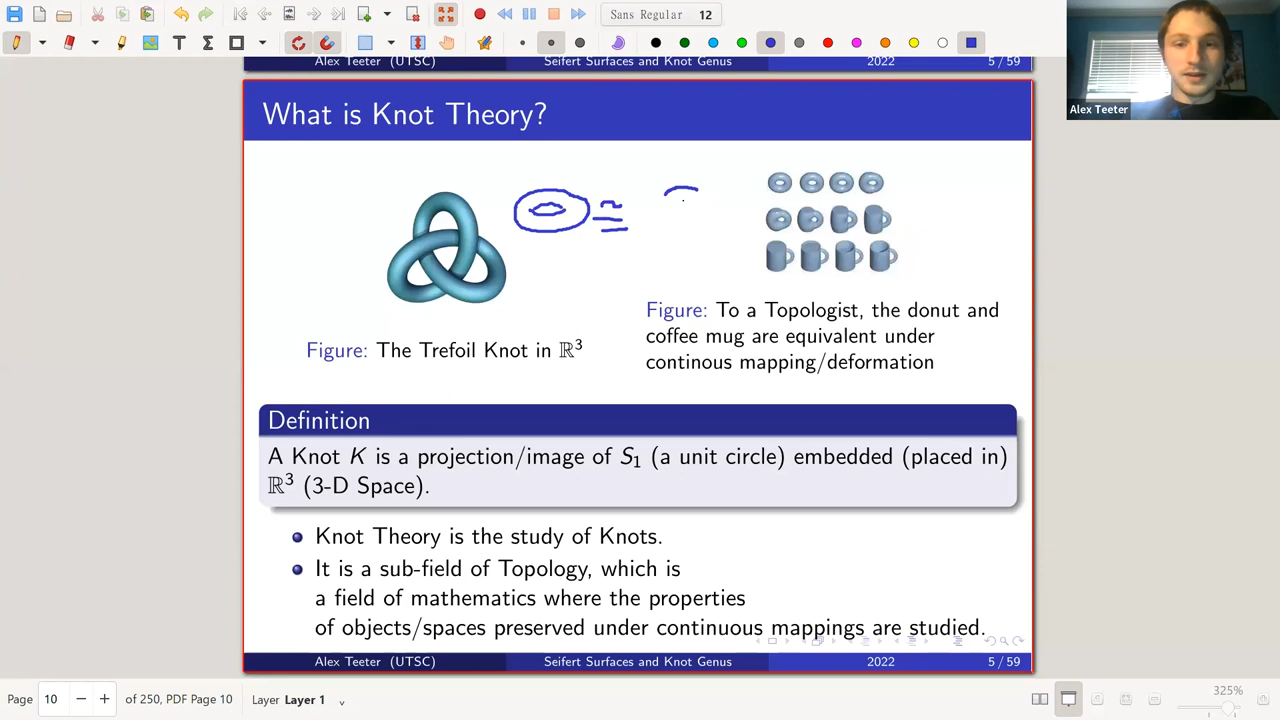 Sans Regular 12
Alex Teeter (UTSC) Seifert Surfaces and Knot Genus 2022 5 / 59
Alex Teeter
What is Knot Theory?
≅
Figure: The Trefoil Knot in ℝ³
Figure: To a Topologist, the donut and
coffee mug are equivalent under
continous mapping/deformation
Definition
A Knot K is a projection/image of S₁ (a unit circle) embedded (placed in)
ℝ³ (3-D Space).
Knot Theory is the study of Knots.
It is a sub-field of Topology, which is
a field of mathematics where the properties
of objects/spaces preserved under continuous mappings are studied.
Alex Teeter (UTSC) Seifert Surfaces and Knot Genus 2022 5 / 59
Page 10 of 250, PDF Page 10 Layer Layer 1 325%